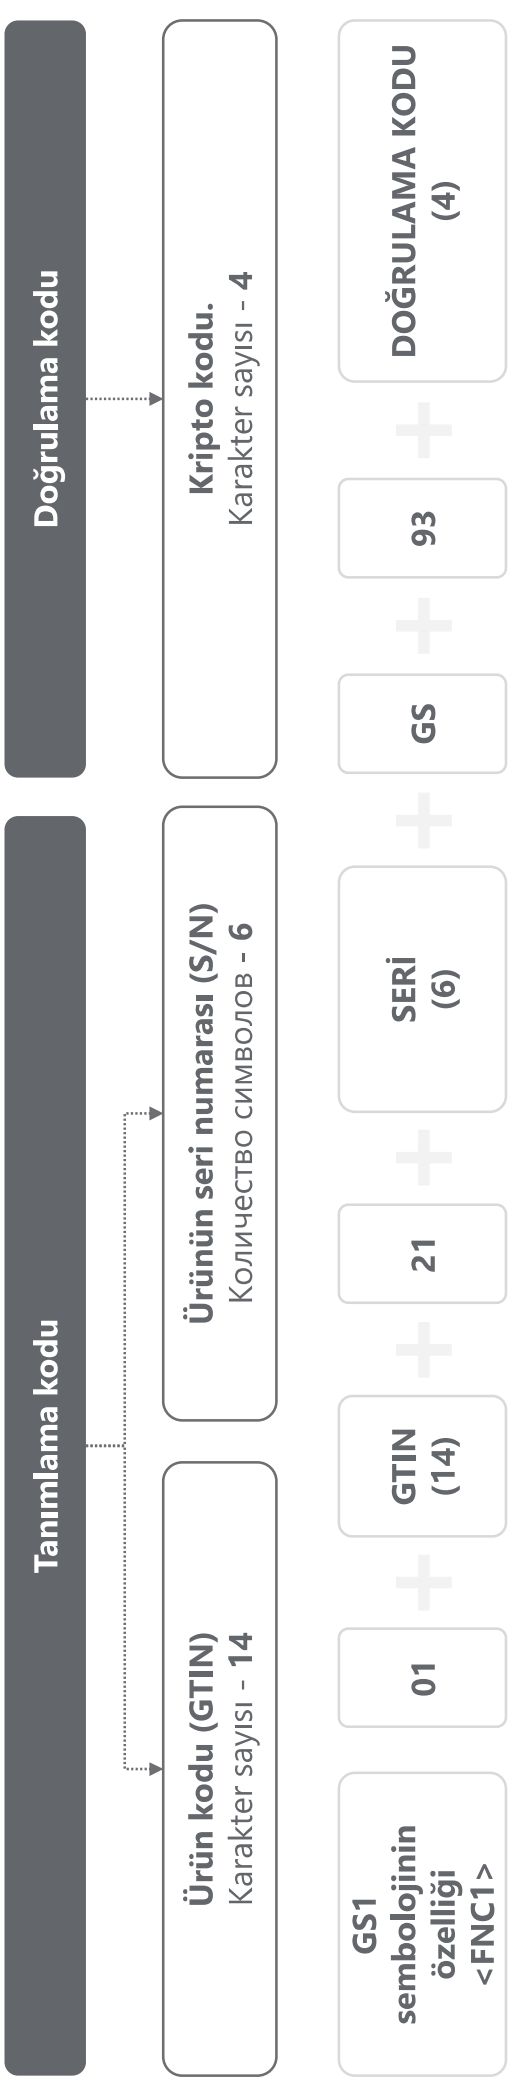 Tanımlama kodu
Doğrulama kodu
Ürün kodu (GTIN)
Karakter sayısı - 14
Ürünün seri numarası (S/N)
Количество символов - 6
Kripto kodu.
Karakter sayısı - 4
GS1
sembolojinin
özelliği
<FNC1>
01
+
GTIN
(14)
+
21
+
SERİ
(6)
+
GS
+
93
+
DOĞRULAMA KODU
(4)